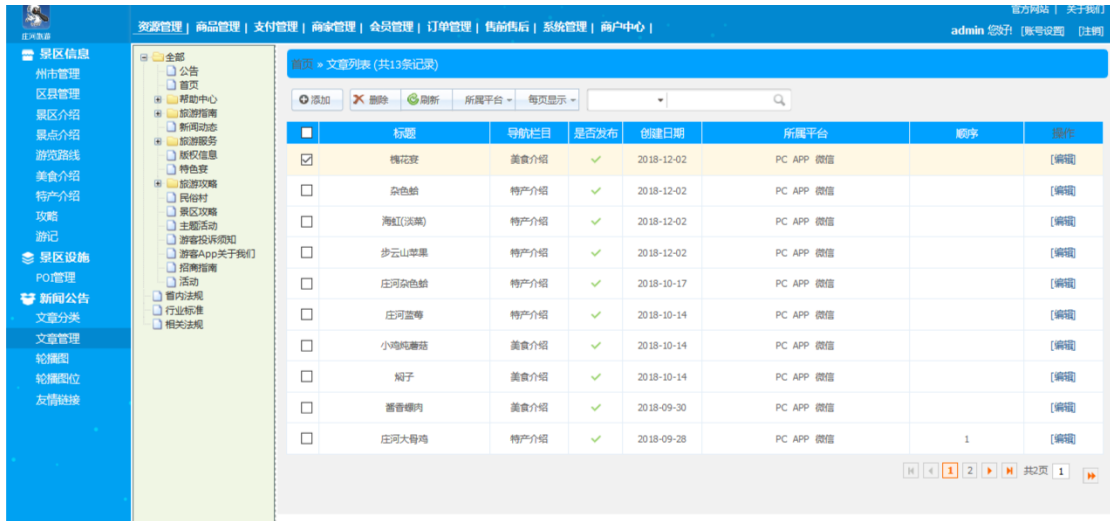 官方网站 | 关于我们
资源管理 | 商品管理 | 支付管理 | 商家管理 | 会员管理 | 订单管理 | 售前售后 | 系统管理 | 商户中心 |
admin 您好! [账号设置] [注销]
庄河旅游
景区信息
州市管理
区县管理
景区介绍
景点介绍
游览路线
美食介绍
特产介绍
攻略
游记
景区设施
POI管理
新闻公告
文章分类
文章管理
轮播图
轮播图位
友情链接
全部
公告
首页
帮助中心
旅游指南
新闻动态
旅游服务
版权信息
特色宴
旅游攻略
民俗村
景区攻略
主题活动
游客投诉须知
游客App关于我们
招商指南
活动
省内法规
行业标准
相关法规
首页 » 文章列表 (共13条记录)
添加 删除 刷新 所属平台 每页显示
标题 导航栏目 是否发布 创建日期 所属平台 顺序 操作
槐花宴 美食介绍 2018-12-02 PC APP 微信 [编辑]
杂色蛤 特产介绍 2018-12-02 PC APP 微信 [编辑]
海虹(淡菜) 特产介绍 2018-12-02 PC APP 微信 [编辑]
步云山苹果 特产介绍 2018-12-02 PC APP 微信 [编辑]
庄河杂色蛤 特产介绍 2018-10-17 PC APP 微信 [编辑]
庄河蓝莓 特产介绍 2018-10-14 PC APP 微信 [编辑]
小鸡炖蘑菇 美食介绍 2018-10-14 PC APP 微信 [编辑]
焖子 美食介绍 2018-10-14 PC APP 微信 [编辑]
酱香螺肉 美食介绍 2018-09-30 PC APP 微信 [编辑]
庄河大骨鸡 特产介绍 2018-09-28 PC APP 微信 1 [编辑]
1 2 共2页 1